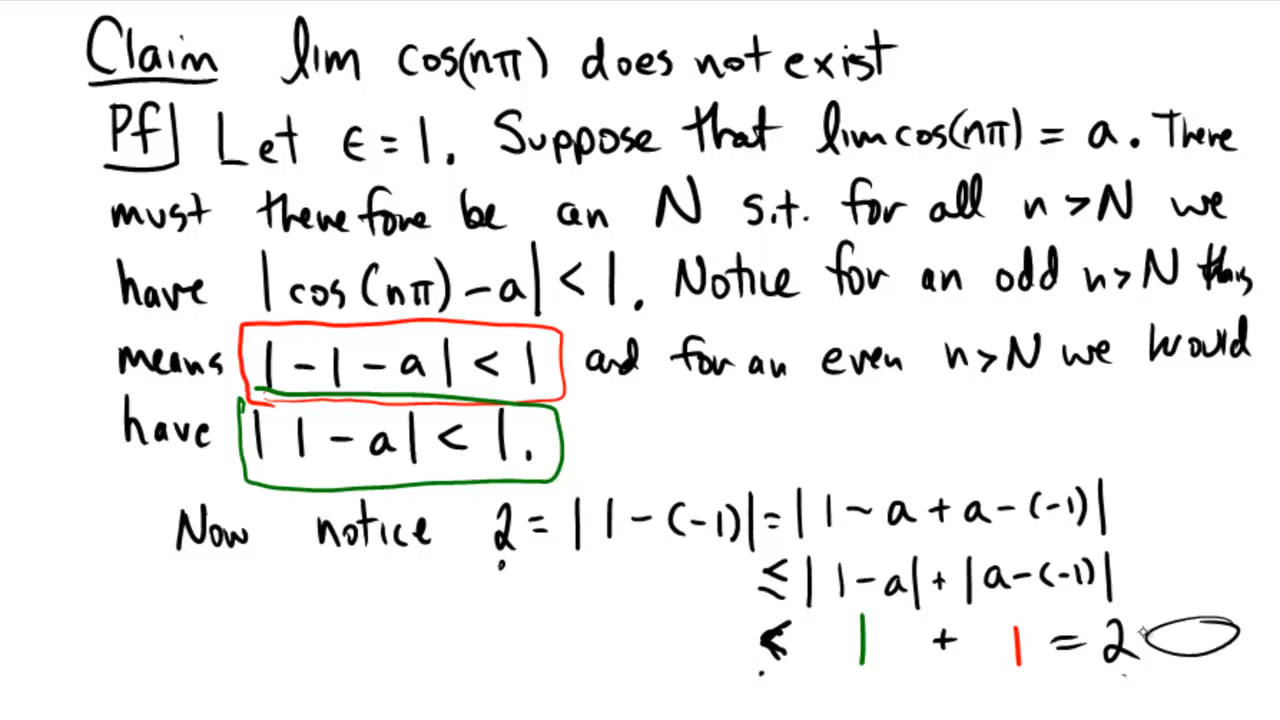 Claim lim cos(nπ) does not exist
Pf] Let ε = 1. Suppose that lim cos(nπ) = a. There
must therefore be an N s.t. for all n > N we
have |cos(nπ) - a| < 1. Notice for an odd n > N this
means |-1 - a| < 1 and for an even n > N we would
have |1 - a| < 1.
Now notice 2 = |1 - (-1)| = |1 - a + a - (-1)|
≤ |1 - a| + |a - (-1)|
< 1 + 1 = 2